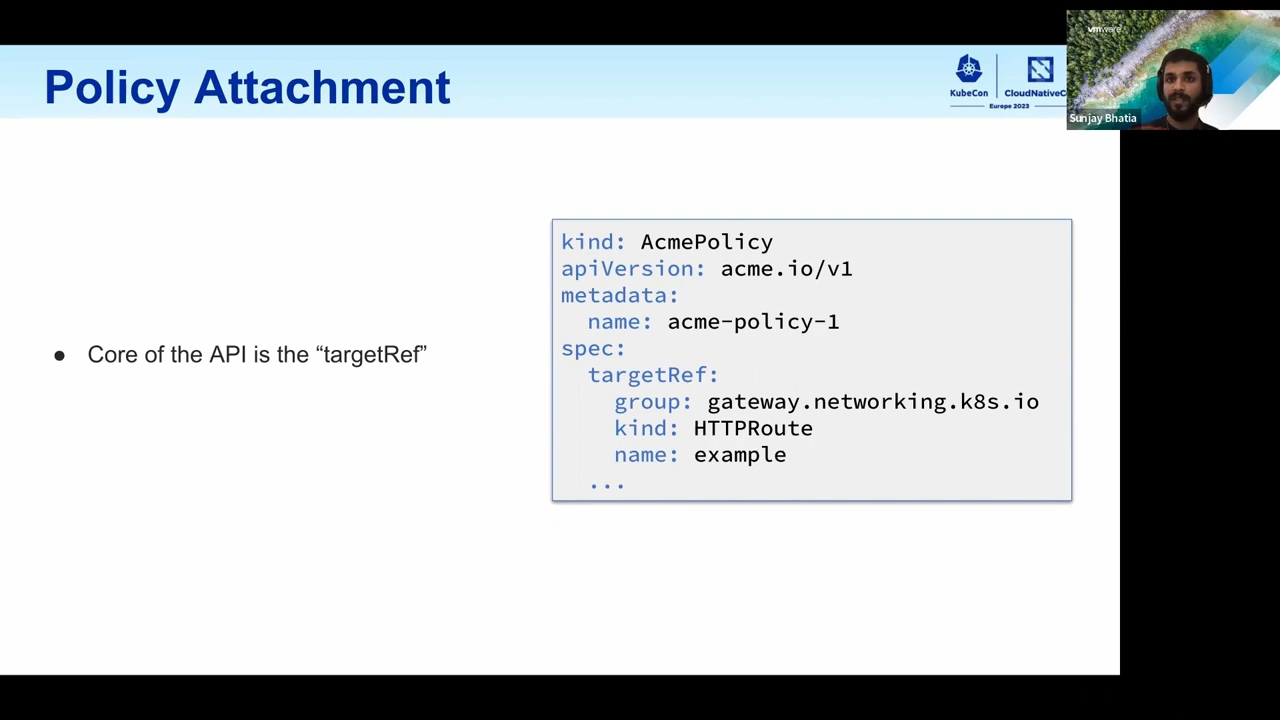 Policy Attachment
KubeCon
CloudNativeC
Europe 2023
vmware
Sunjay Bhatia
● Core of the API is the “targetRef”
kind: AcmePolicy
apiVersion: acme.io/v1
metadata:
  name: acme-policy-1
spec:
  targetRef:
    group: gateway.networking.k8s.io
    kind: HTTPRoute
    name: example
  ...